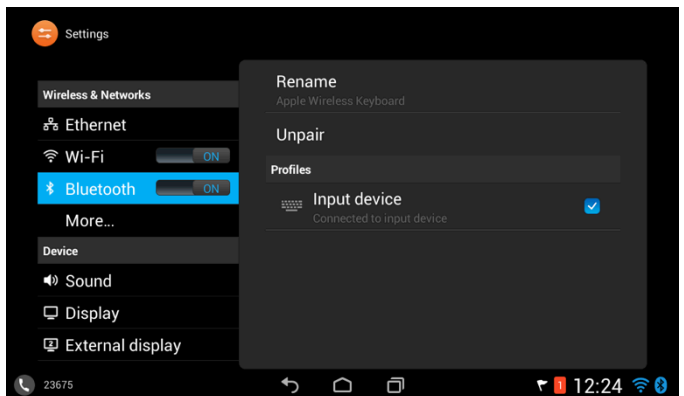 Settings
Wireless & Networks
Ethernet
Wi-Fi ON
Bluetooth ON
More...
Device
Sound
Display
2 External display
Rename
Apple Wireless Keyboard
Unpair
Profiles
Input device
Connected to input device
23675
1 12:24